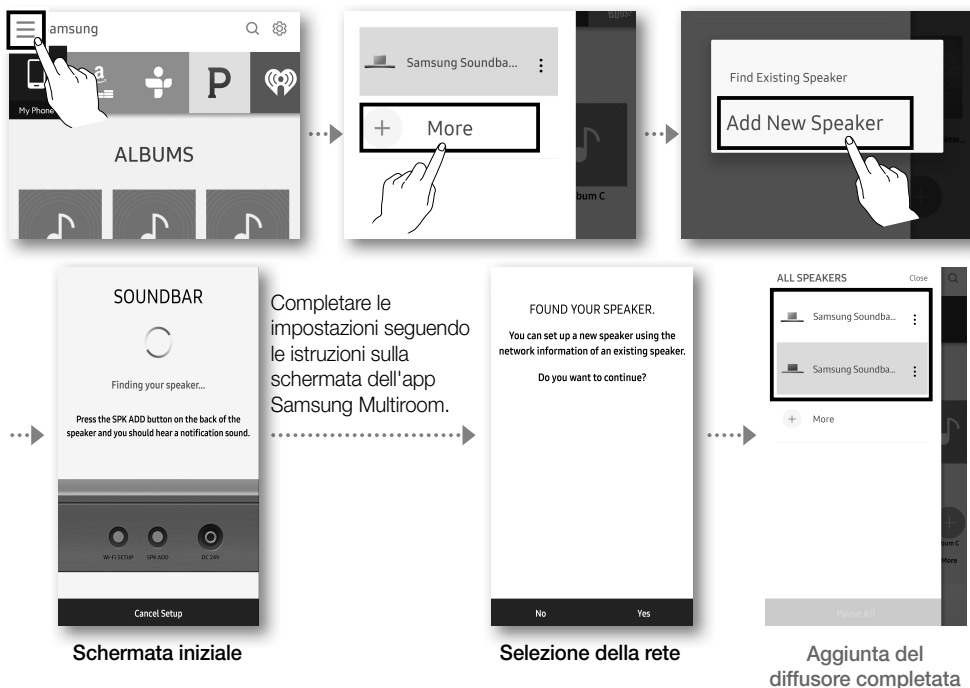 amsung
My Phone
a
P
ALBUMS
Samsung Soundba...
More
bum C
Find Existing Speaker
Add New Speaker
SOUNDBAR
Finding your speaker...
Press the SPK ADD button on the back of the
speaker and you should hear a notification sound.
Wi-Fi SETUP
SPK ADD
DC 24V
Cancel Setup
Schermata iniziale
Completare le
impostazioni seguendo
le istruzioni sulla
schermata dell'app
Samsung Multiroom.
FOUND YOUR SPEAKER.
You can set up a new speaker using the
network information of an existing speaker.
Do you want to continue?
No
Yes
Selezione della rete
ALL SPEAKERS
Close
Samsung Soundba...
Samsung Soundba...
More
bum C
More
Pause All
Aggiunta del
diffusore completata